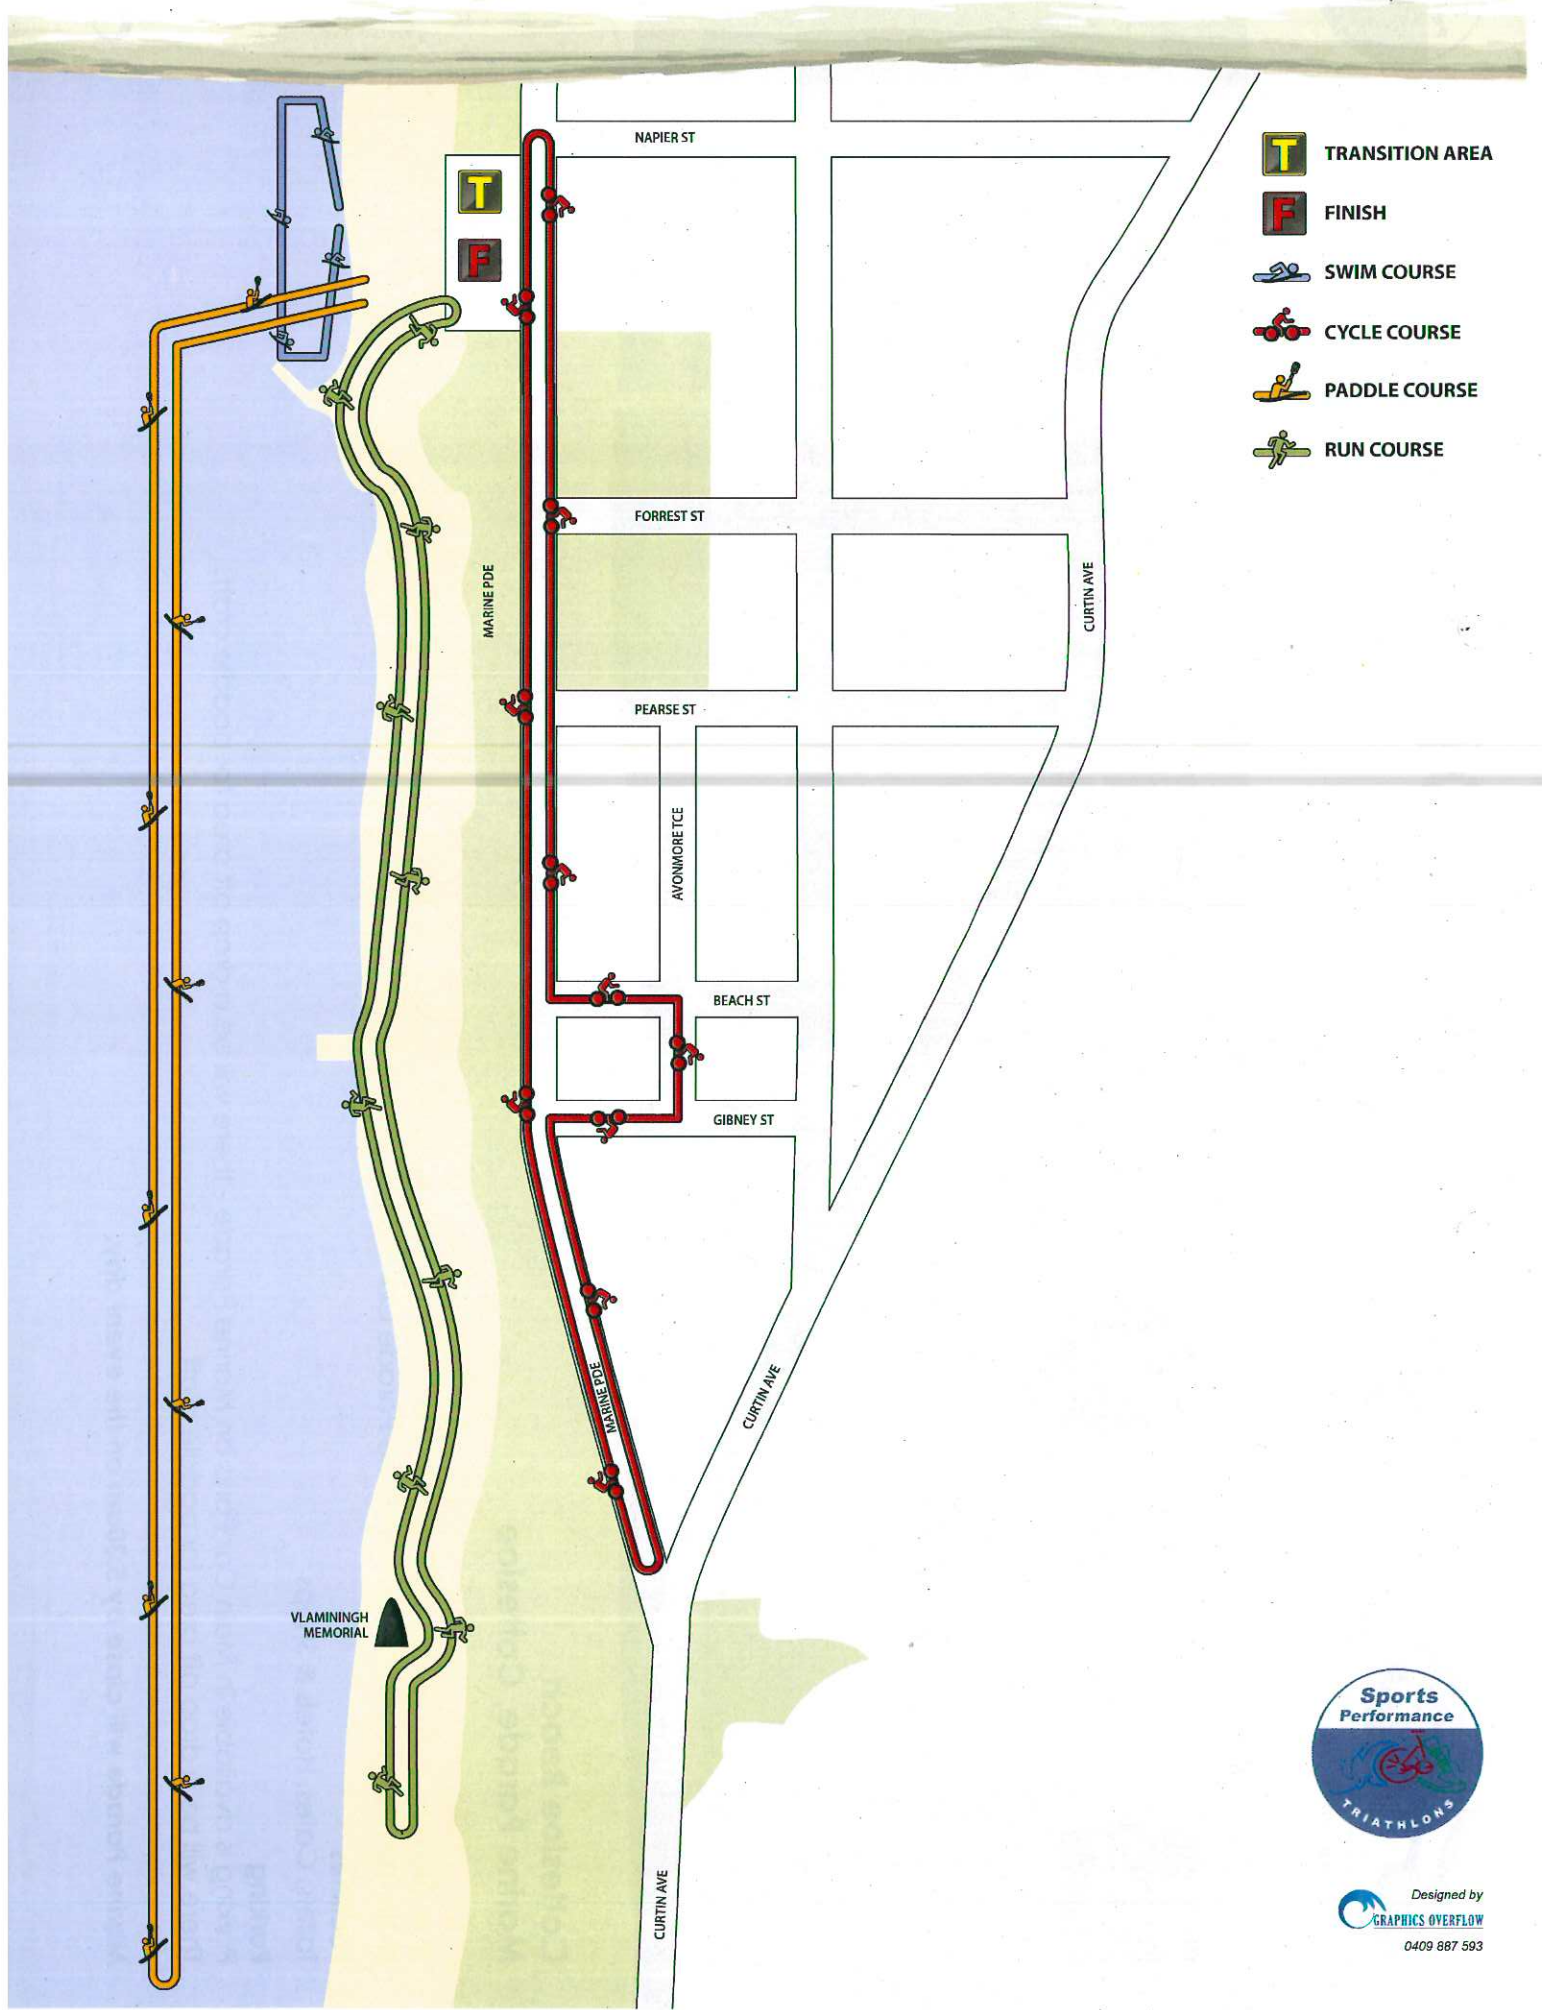 NAPIER ST
T
F
T TRANSITION AREA
F FINISH
SWIM COURSE
CYCLE COURSE
PADDLE COURSE
RUN COURSE
FORREST ST
MARINE PDE
CURTIN AVE
PEARSE ST
AVONMORE TCE
BEACH ST
GIBNEY ST
MARINE PDE
CURTIN AVE
VLAMININGH
MEMORIAL
CURTIN AVE
Sports
Performance
TRIATHLONS
Designed by
GRAPHICS OVERFLOW
0409 887 593